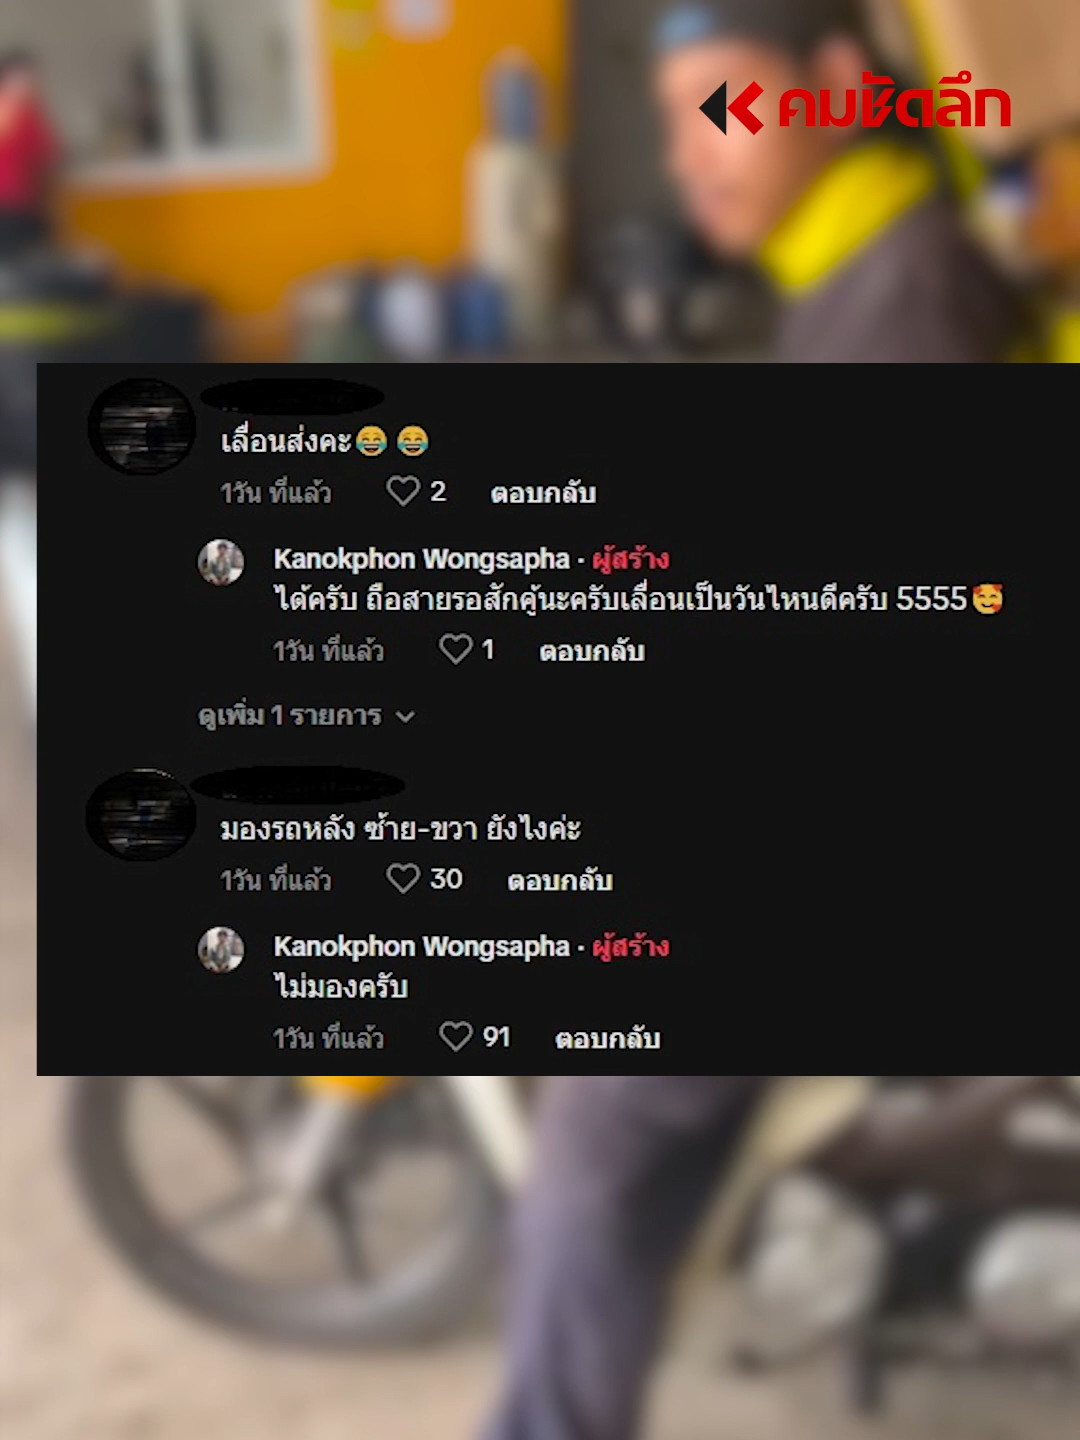 คมชัดลึก
เลื่อนส่งคะ😂 😂
1วัน ที่แล้ว 2 ตอบกลับ
Kanokphon Wongsapha · ผู้สร้าง
ได้ครับ ถือสายรอสักคู่นะครับเลื่อนเป็นวันไหนดีครับ 5555🥰
1วัน ที่แล้ว 1 ตอบกลับ
ดูเพิ่ม 1 รายการ
มองรถหลัง ซ้าย-ขวา ยังไงค่ะ
1วัน ที่แล้ว 30 ตอบกลับ
Kanokphon Wongsapha · ผู้สร้าง
ไม่มองครับ
1วัน ที่แล้ว 91 ตอบกลับ